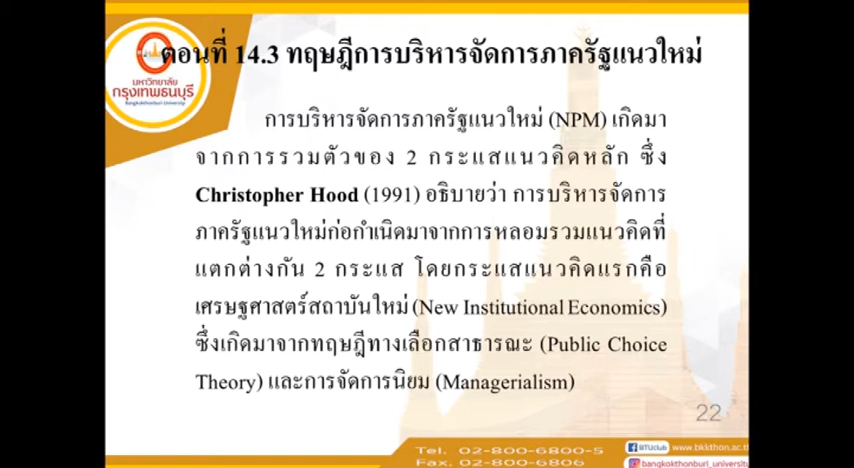 ตอนที่ 14.3 ทฤษฎีการบริหารจัดการภาครัฐแนวใหม่
มหาวิทยาลัย
กรุงเทพธนบุรี
Bangkokthonburi University
การบริหารจัดการภาครัฐแนวใหม่ (NPM) เกิดมา
จากการรวมตัวของ 2 กระแสแนวคิดหลัก ซึ่ง
Christopher Hood (1991) อธิบายว่า การบริหารจัดการ
ภาครัฐแนวใหม่ก่อกำเนิดมาจากการหลอมรวมแนวคิดที่
แตกต่างกัน 2 กระแส โดยกระแสแนวคิดแรกคือ
เศรษฐศาสตร์สถาบันใหม่ (New Institutional Economics)
ซึ่งเกิดมาจากทฤษฎีทางเลือกสาธารณะ (Public Choice
Theory) และการจัดการนิยม (Managerialism)
22
Tel. 02-800-6800-5
Fax. 02-800-6806
BTUclub
www.bkkthon.ac.t
bangkokthonburi_university